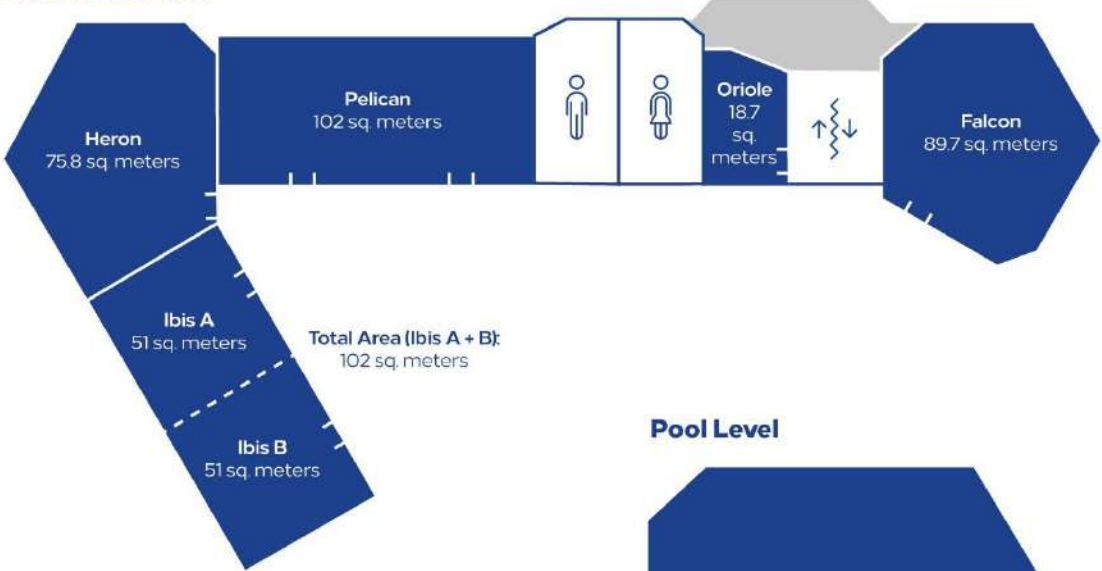 Heron
75.8 sq. meters
Pelican
102 sq. meters
Oriole
18.7
sq.
meters
Falcon
89.7 sq. meters
Ibis A
51 sq. meters
Total Area (Ibis A + B):
102 sq. meters
Ibis B
51 sq. meters
Pool Level